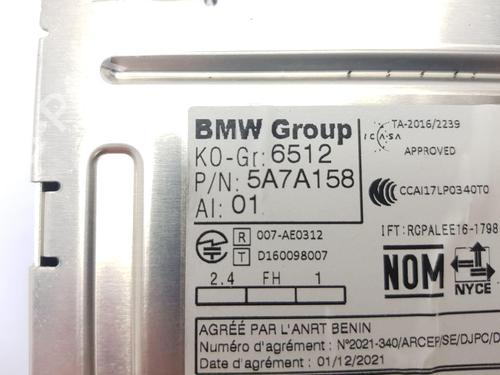 BMW Group
KO-Gr: 6512
P/N: 5A7A158
AI: 01
ICASA
TA-2016/2239
APPROVED
CCAI17LP0340T0
R 007-AE0312
T D160098007
IFT: RCPALEE16-1798
2.4 FH 1
NOM NYCE
AGRÉÉ PAR L'ANRT BENIN
Numéro d'agrément: N°2021-340/ARCEP/SE/DJPC/D
Date d'agrément: 01/12/2021